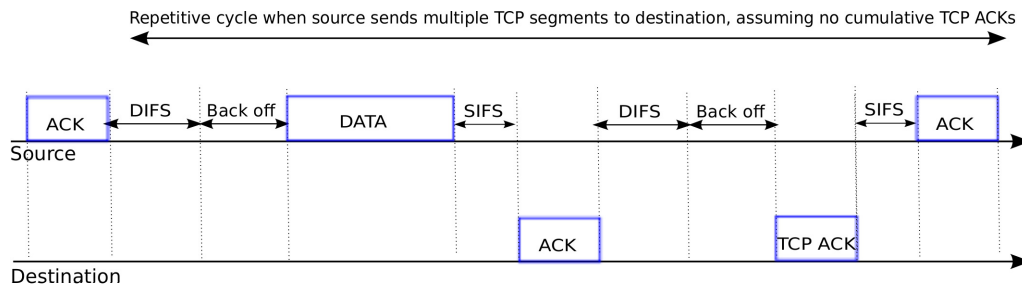 Repetitive cycle when source sends multiple TCP segments to destination, assuming no cumulative TCP ACKs
ACK
DIFS
Back off
DATA
SIFS
DIFS
Back off
SIFS
ACK
Source
ACK
TCP ACK
Destination